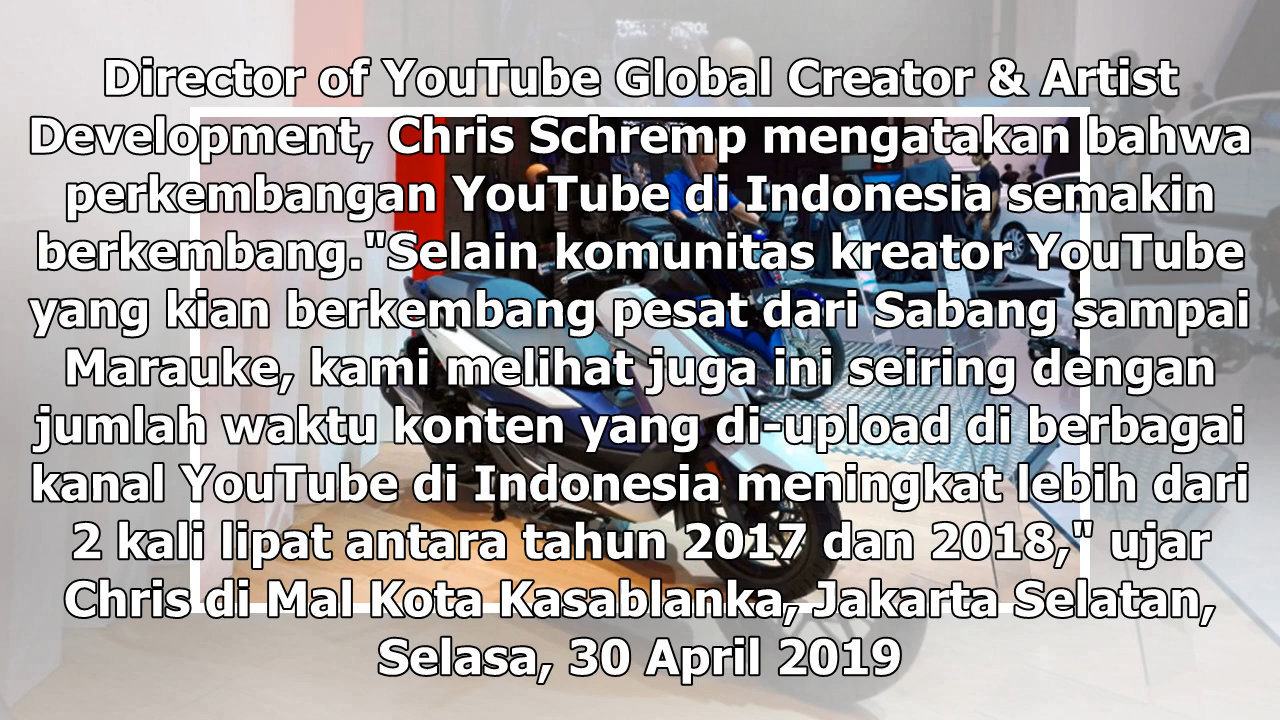 Director of YouTube Global Creator & Artist
Development, Chris Schremp mengatakan bahwa
perkembangan YouTube di Indonesia semakin
berkembang."Selain komunitas kreator YouTube
yang kian berkembang pesat dari Sabang sampai
Marauke, kami melihat juga ini seiring dengan
jumlah waktu konten yang di-upload di berbagai
kanal YouTube di Indonesia meningkat lebih dari
2 kali lipat antara tahun 2017 dan 2018," ujar
Chris di Mal Kota Kasablanka, Jakarta Selatan,
Selasa, 30 April 2019